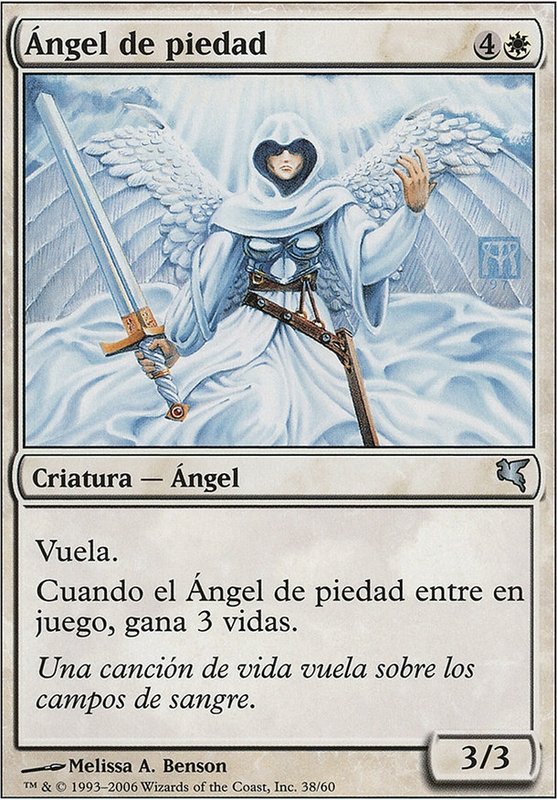 Ángel de piedad 4
Criatura — Ángel
Vuela.
Cuando el Ángel de piedad entre en
juego, gana 3 vidas.
Una canción de vida vuela sobre los
campos de sangre.
Melissa A. Benson
3/3
™ & © 1993–2006 Wizards of the Coast, Inc. 38/60